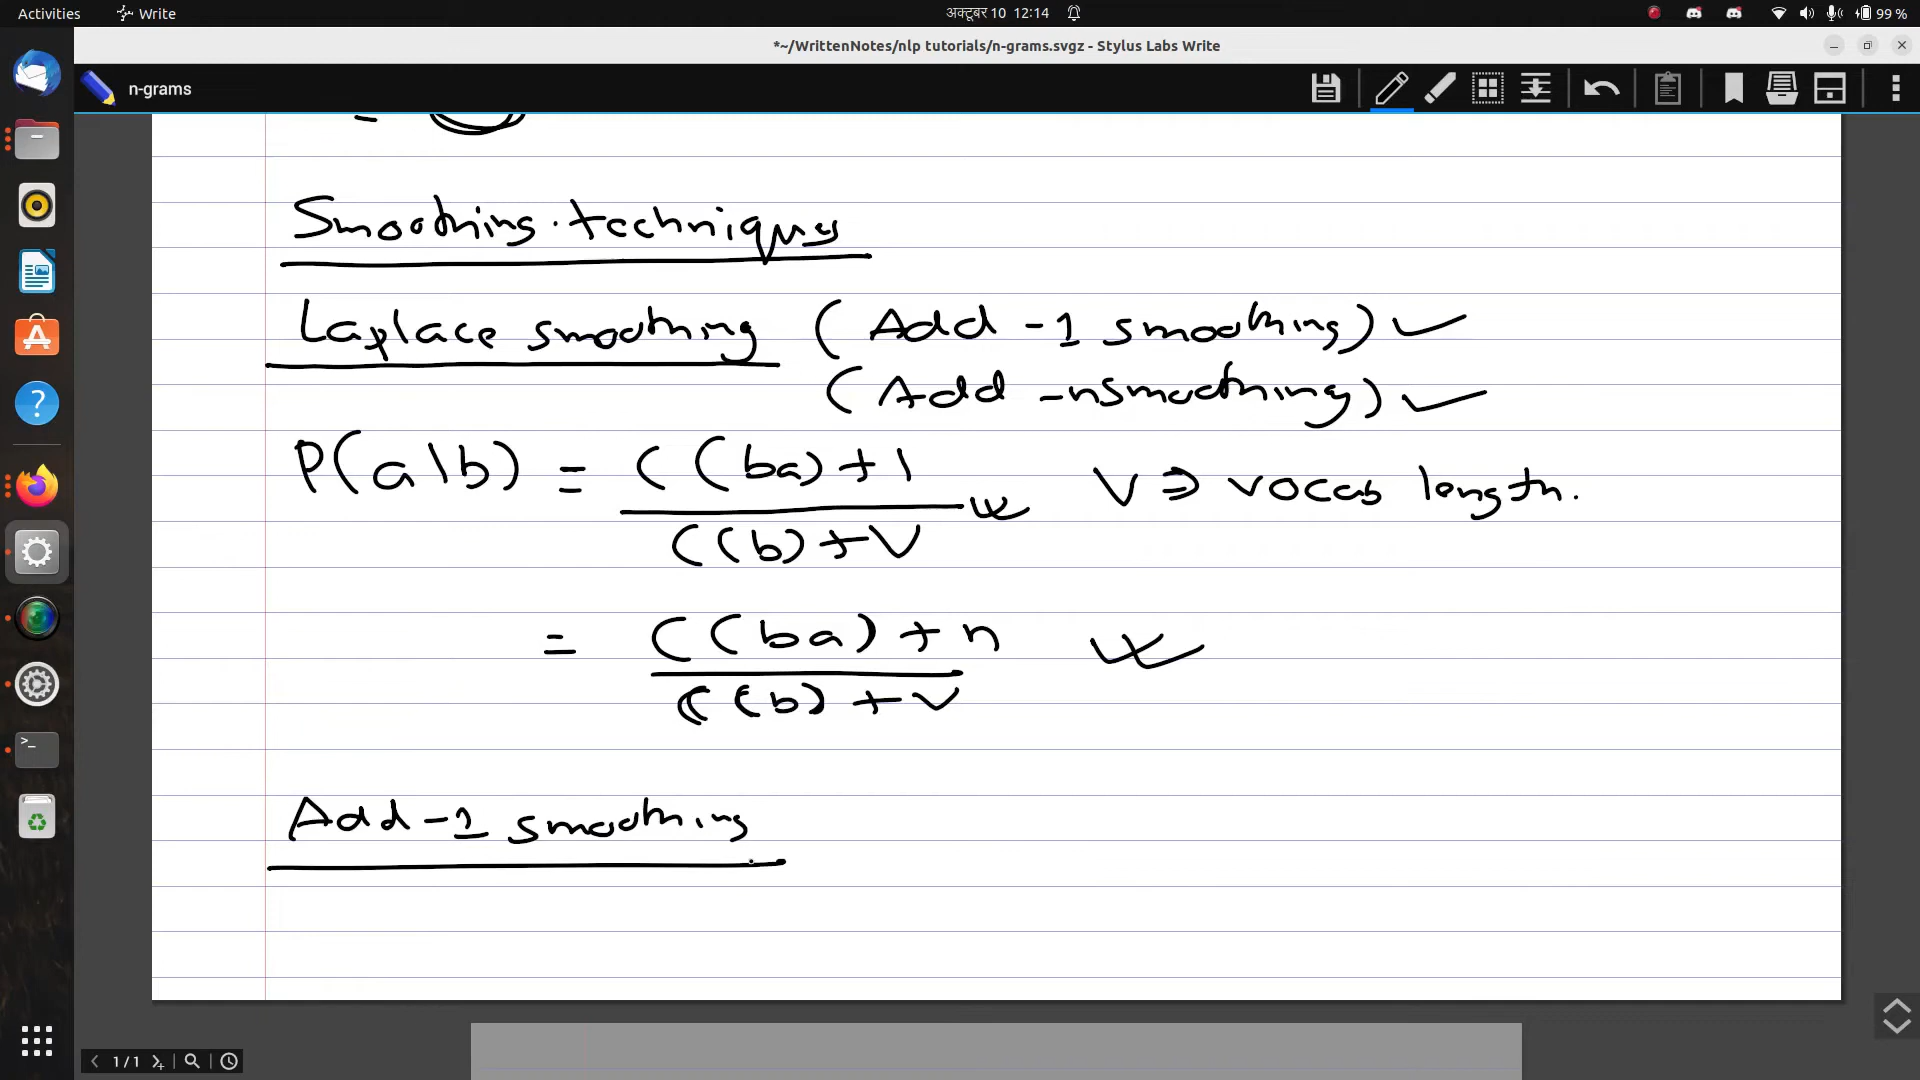 Activities Write अक्टूबर 10 12:14 99 %
*~/WrittenNotes/nlp tutorials/n-grams.svgz - Stylus Labs Write
n-grams
=
Smoothing techniques
Laplace smoothing (Add -1 smoothing)
(Add -nsmoothing)
P(a|b) = C(ba)+1 V ⇒ vocab length.
C(b)+V
= C(ba)+n
C(b)+V
Add-1 smoothing
1/1